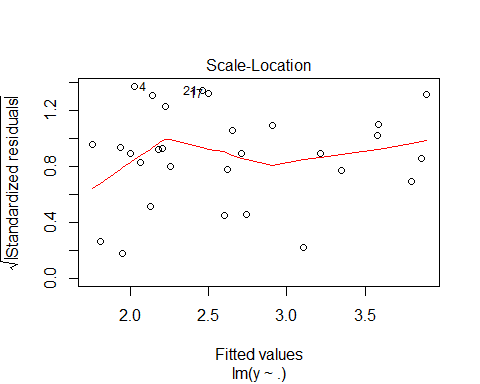 Scale-Location
√|Standardized residuals|
0.0
0.4
0.8
1.2
4
21
17
2.0
2.5
3.0
3.5
Fitted values
lm(y ~ .)